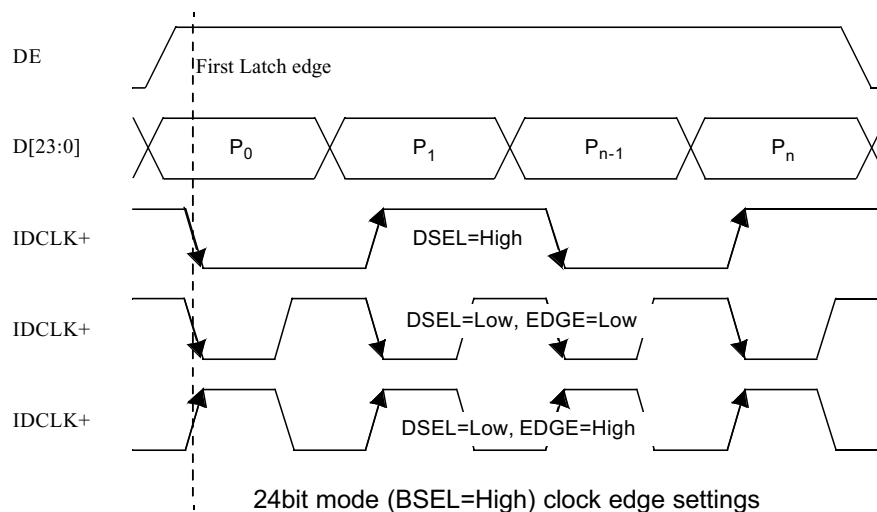 DE
First Latch edge
D[23:0] P0 P1 Pn-1 Pn
IDCLK+ DSEL=High
IDCLK+ DSEL=Low, EDGE=Low
IDCLK+ DSEL=Low, EDGE=High
24bit mode (BSEL=High) clock edge settings